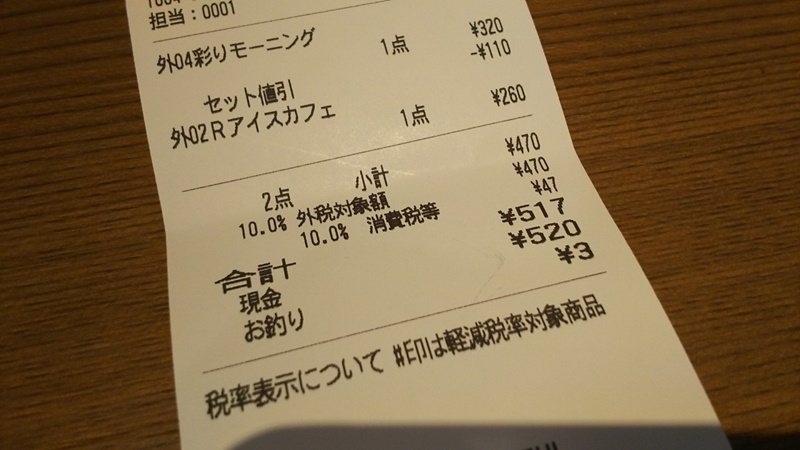 担当：0001
外04彩りモーニング 1点 ¥320
セット値引 -¥110
外02Rアイスカフェ 1点 ¥260
2点 小計 ¥470
10.0% 外税対象額 ¥470
10.0% 消費税等 ¥47
合計 ¥517
現金 ¥520
お釣り ¥3
税率表示について #印は軽減税率対象商品